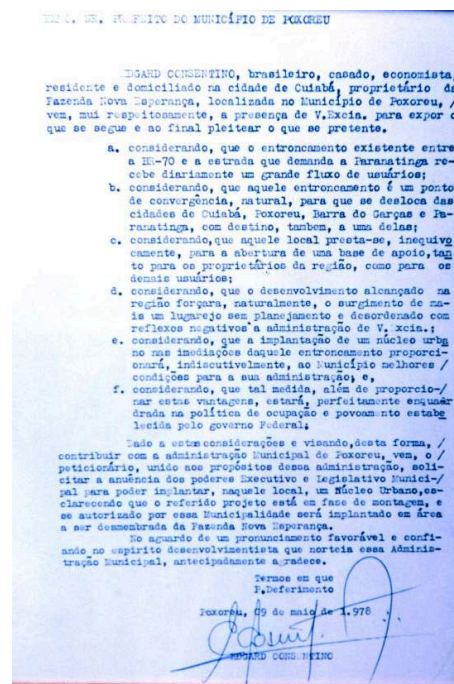 EXMO. SR. PREFEITO DO MUNICÍPIO DE POXOREU
EDGARD CONSENTINO, brasileiro, casado, economista,
residente e domiciliado na cidade de Cuiabá, proprietário da
Fazenda Nova Esperança, localizada no Município de Poxoreu, /
vem, mui respeitosamente, a presença de V.Excia. para expor o
que se segue e ao final pleitear o que se pretente.
a. considerando, que o entroncamento existente entre
a BR-70 e a estrada que demanda a Paranatinga re-
cebe diariamente um grande fluxo de usuários;
b. considerando, que aquele entroncamento é um ponto
de convergência, natural, para que se desloca das
cidades de Cuiabá, Poxoreu, Barra do Garças e Pa-
ranatinga, com destino, tambem, a uma delas;
c. considerando,que aquele local presta-se, inequivo
camente, para a abertura de uma base de apoio,tan
to para os proprietários da região, como para os
demais usuários;
d. considerando, que o desenvolvimento alcançado na
região forçara, naturalmente, o surgimento de ma-
is um lugarejo sem planejamento e desordenado com
reflexos negativos a administração de V. xcia.;
e. considerando, que a implantação de um núcleo urba
no nas imediações daquele entroncamento proporci-
onará, indiscutivelmente, ao Município melhores /
condições para a sua administração; e,
f. considerando, que tal medida, além de proporcio-/
nar estas vantagens, estará, perfeitamente enqua
drada na política de ocupação e povoamento estabe
lecida pelo governo Federal;
Dado a estas considerações e visando,desta forma, /
contribuir com a administração Municipal de Poxoreu, vem, o /
peticionário, unido aos propósitos dessa administração, soli-
citar a anuência dos poderes Executivo e Legislativo Munici-/
pal para poder implantar, naquele local, um Núcleo Urbano,es-
clarecendo que o referido projeto está em fase de montagem, e
se autorizado por essa Municipalidade será implantado em área
a ser desmembrada da Fazenda Nova Esperança.
No aguardo de um pronunciamento favorável e confi-
ando no espírito desenvolvimentista que norteia essa Adminis-
tração Municipal, antecipadamente agradece.
Termos em que
P.Deferimento
Poxoreu, 09 de maio de 1.978
EDGARD CONSENTINO